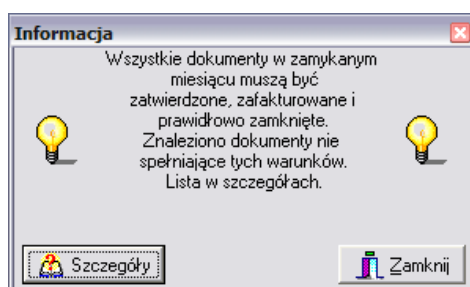 Informacja
Wszystkie dokumenty w zamykanym
miesiącu muszą być
zatwierdzone, zafakturowane i
prawidłowo zamknięte.
Znaleziono dokumenty nie
spełniające tych warunków.
Lista w szczegółach.
Szczegóły
Zamknij